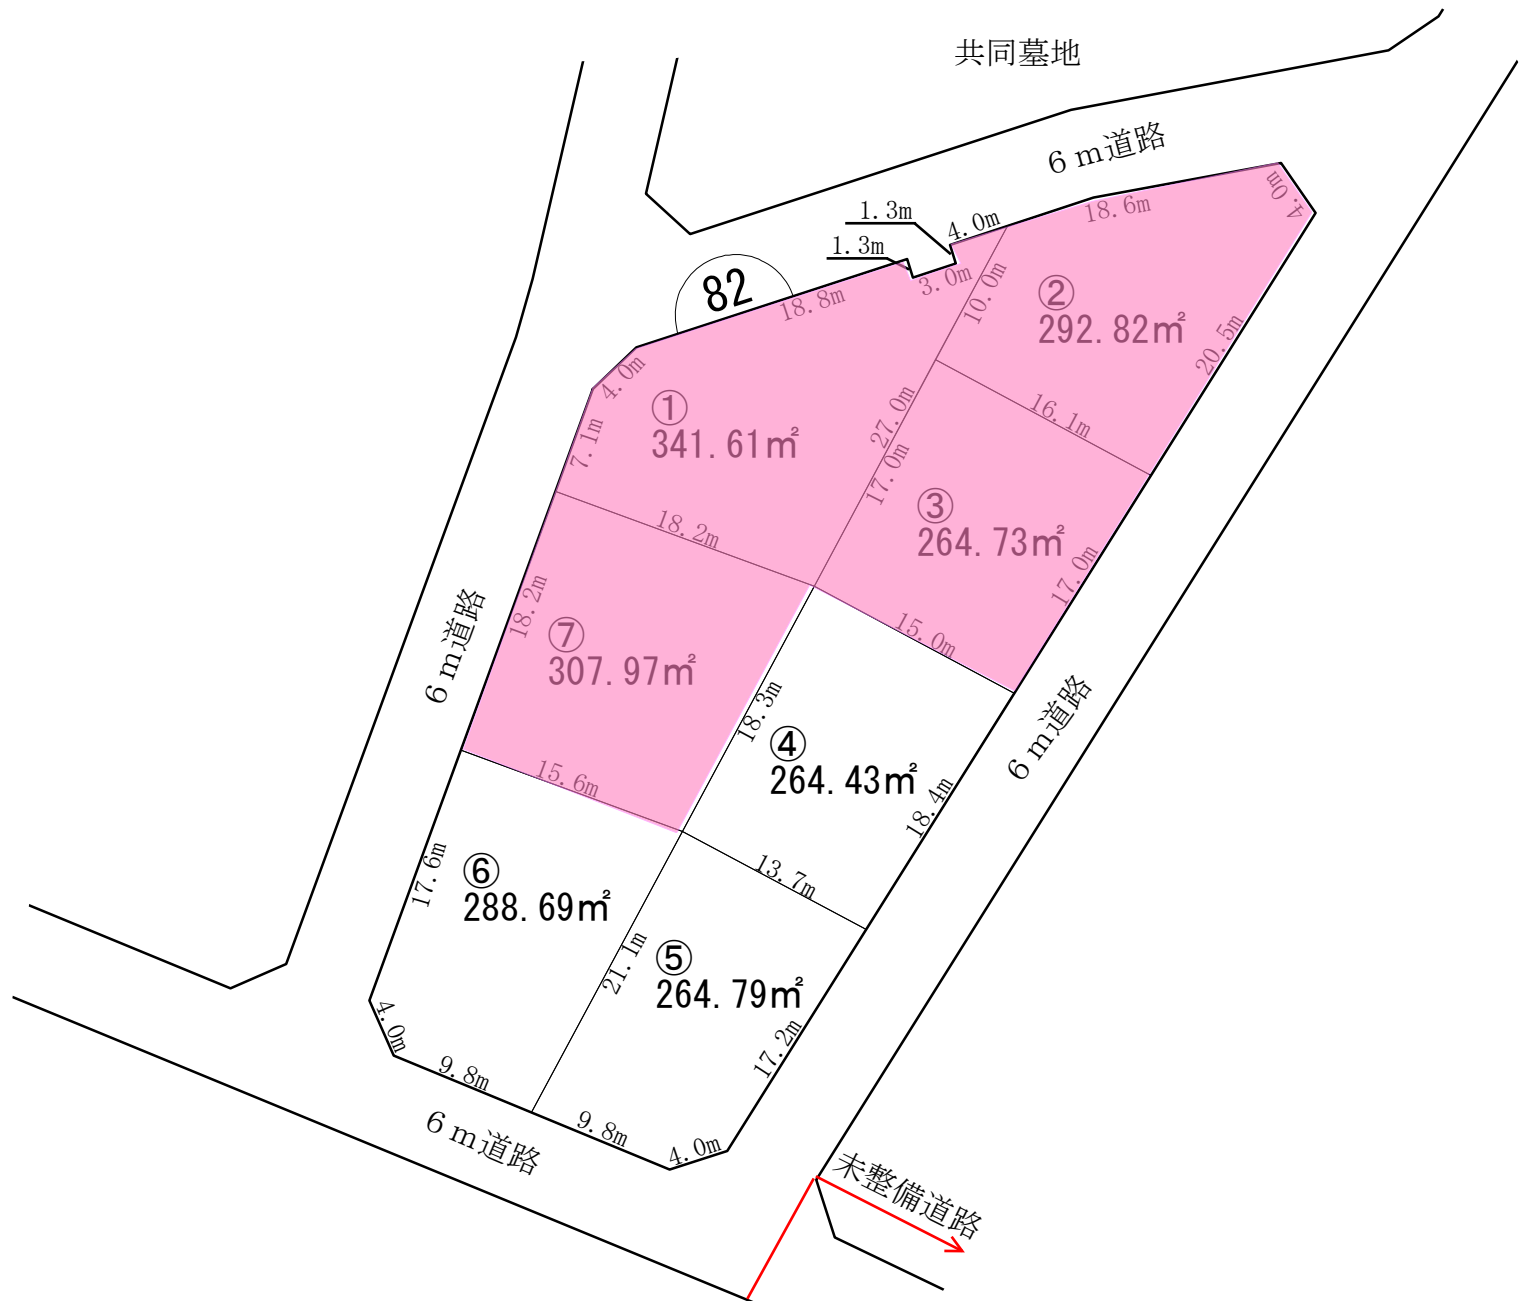 共同墓地
6m道路
1.3m
4.0m
18.6m
4.0m
1.3m
3.0m
82
18.8m
10.0m
②
292.82㎡
20.5m
4.0m
①
341.61㎡
7.1m
27.0m
16.1m
17.0m
③
264.73㎡
18.2m
17.0m
18.2m
6m道路
⑦
307.97㎡
15.0m
18.3m
④
264.43㎡
6m道路
15.6m
18.4m
17.6m
⑥
288.69㎡
13.7m
21.1m
⑤
264.79㎡
4.0m
9.8m
17.2m
9.8m
4.0m
6m道路
未整備道路